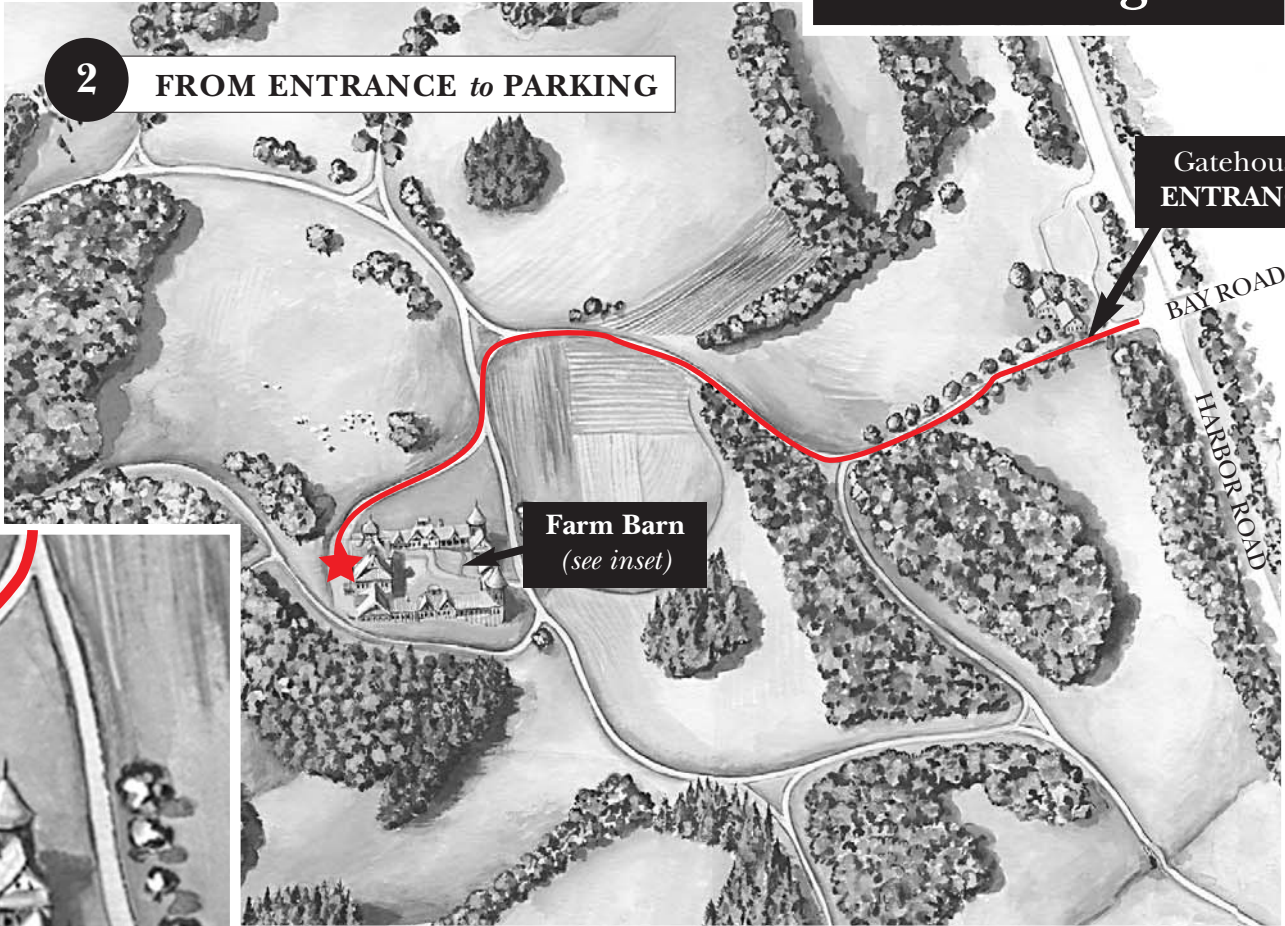 2
FROM ENTRANCE to PARKING
Gatehou
ENTRAN
BAY ROAD
HARBOR ROAD
Farm Barn
(see inset)